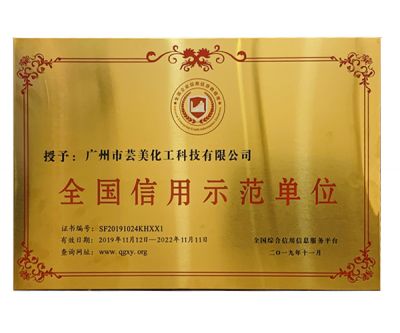 授予：广州市芸美化工科技有限公司
全国信用示范单位
证书编号：SF20191024KHXX1
有效日期：2019年11月12日—2022年11月11日
查询网址：www.qgxy.org
全国综合信用信息服务平台
二〇一九年十一月